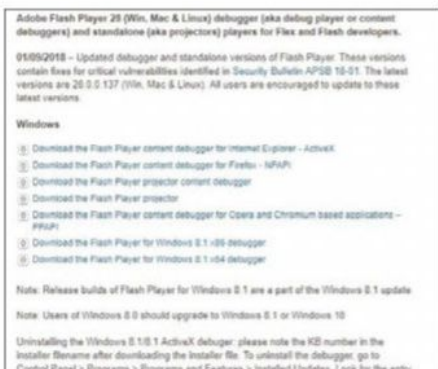 Adobe Flash Player 28 (Win, Mac & Linux) debugger (aka debug player or content
debuggers) and standalone (aka projectors) players for Flex and Flash developers.
01/09/2018 – Updated debugger and standalone versions of Flash Player. These versions
contain fixes for critical vulnerabilities identified in Security Bulletin APSB 18-01. The latest
versions are 28.0.0.137 (Win, Mac & Linux). All users are encouraged to update to these
latest versions.
Windows
Download the Flash Player content debugger for Internet Explorer - ActiveX
Download the Flash Player content debugger for Firefox - NPAPI
Download the Flash Player projector content debugger
Download the Flash Player projector
Download the Flash Player content debugger for Opera and Chromium based applications –
PPAPI
Download the Flash Player for Windows 8.1 x86 debugger
Download the Flash Player for Windows 8.1 x64 debugger
Note: Release builds of Flash Player for Windows 8.1 are a part of the Windows 8.1 update
Note: Users of Windows 8.0 should upgrade to Windows 8.1 or Windows 10
Uninstalling the Windows 8.1/8.1 ActiveX debuger: please note the KB number in the
installer filename after downloading the installer file. To uninstall the debugger, go to
Control Panel > Programs > Programs and Features > Installed Updates. Look for the entry